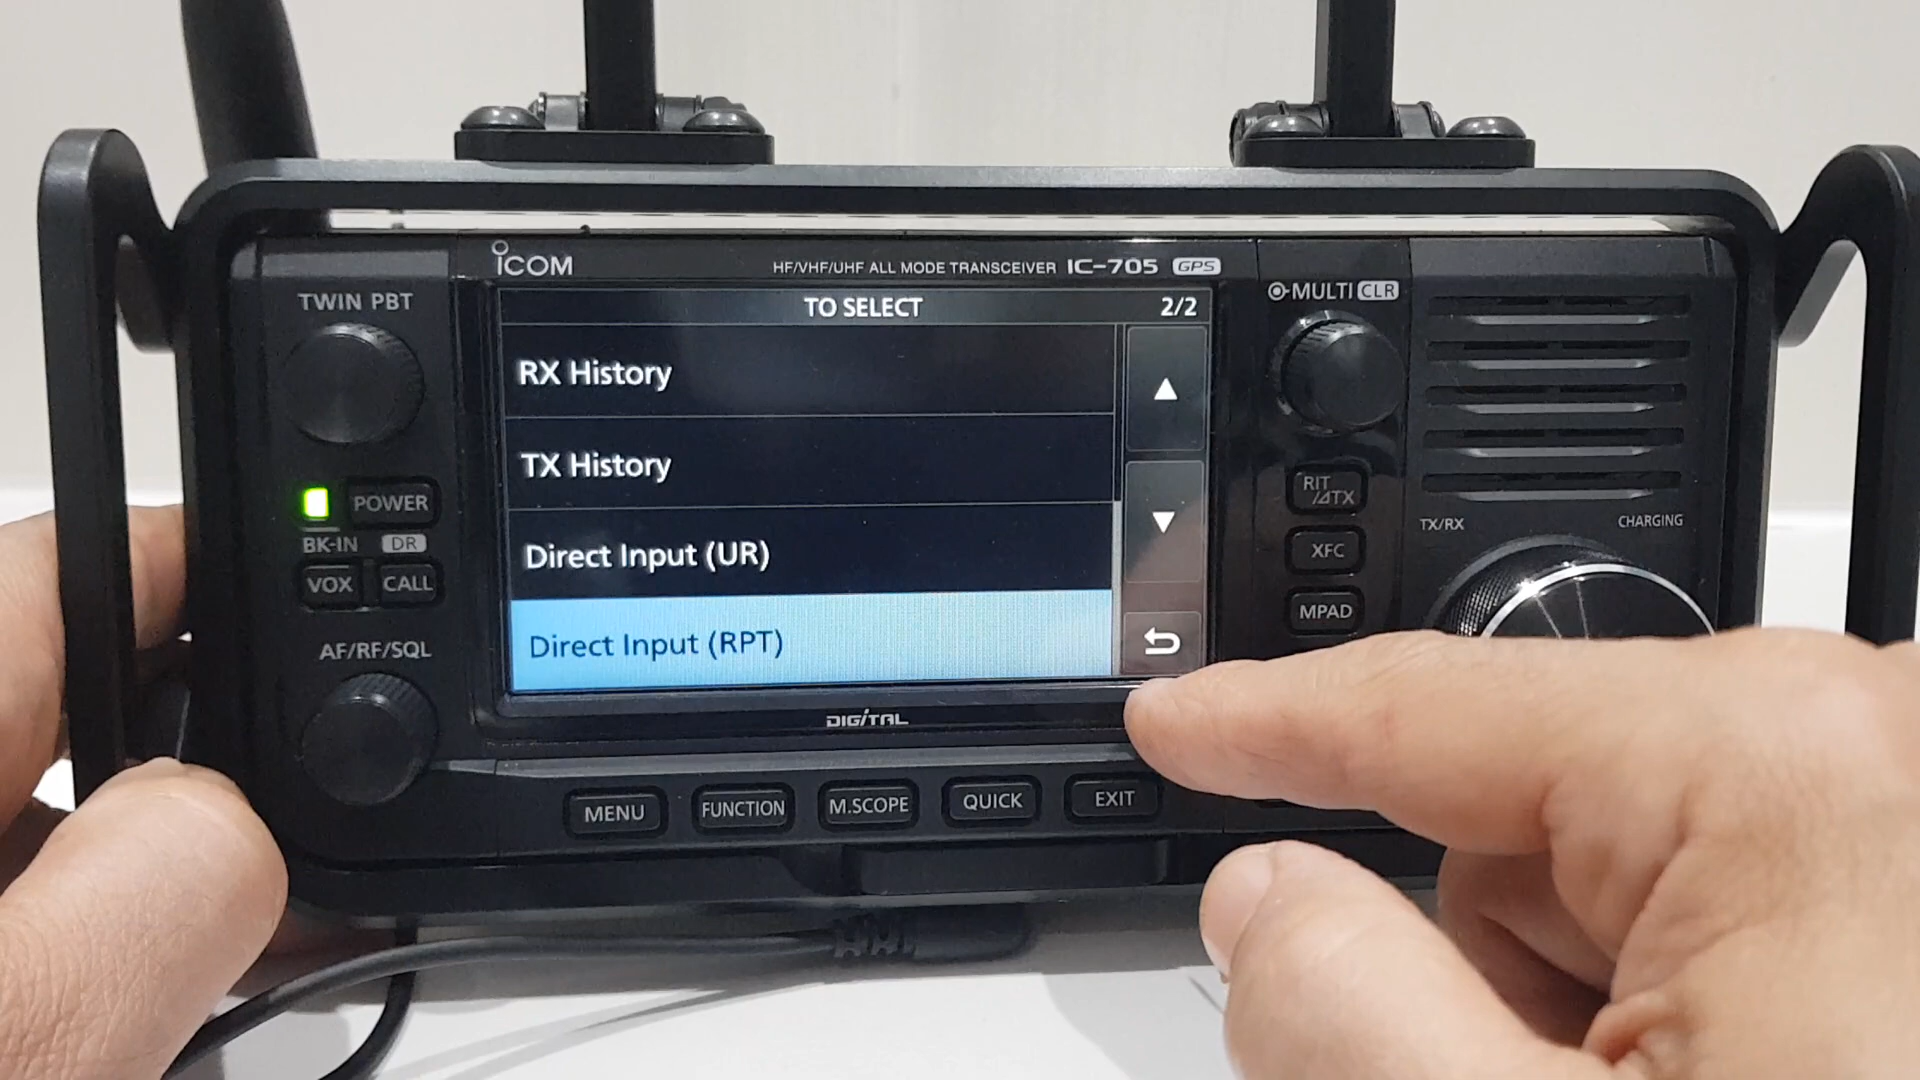 ICOM
HF/VHF/UHF ALL MODE TRANSCEIVER IC-705 GPS
TWIN PBT
TO SELECT 2/2
MULTI CLR
RX History
TX History
Direct Input (UR)
Direct Input (RPT)
POWER
BK-IN DR
VOX CALL
AF/RF/SQL
RIT
/⊿TX
XFC
MPAD
TX/RX CHARGING
DIGITAL
MENU FUNCTION M.SCOPE QUICK EXIT